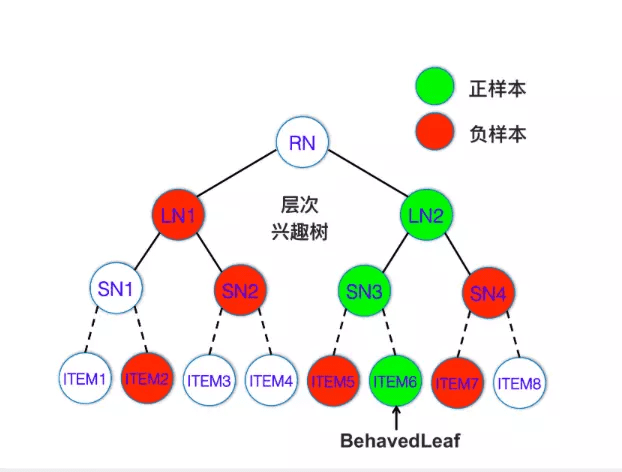 正样本
负样本
RN
层次
兴趣树
LN1
LN2
SN1
SN2
SN3
SN4
ITEM1
ITEM2
ITEM3
ITEM4
ITEM5
ITEM6
ITEM7
ITEM8
BehavedLeaf